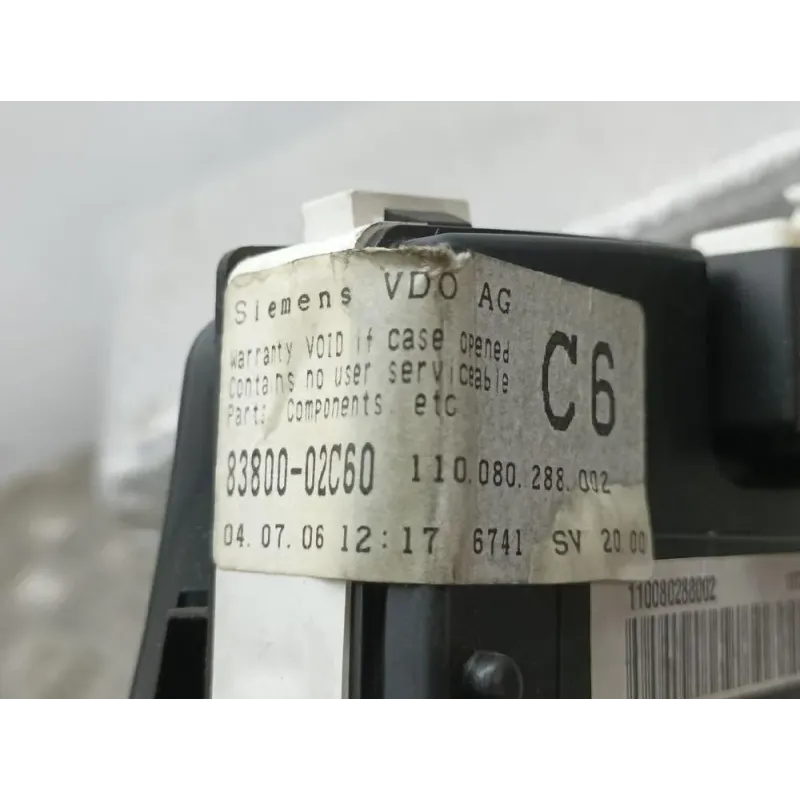 Siemens VDO AG
Warranty VOID if case opened
Contains no user serviceable
Parts Components etc
C6
83800-02C60 110.080.288.002
04.07.06 12:17 6741 SV 20.00
110080288002